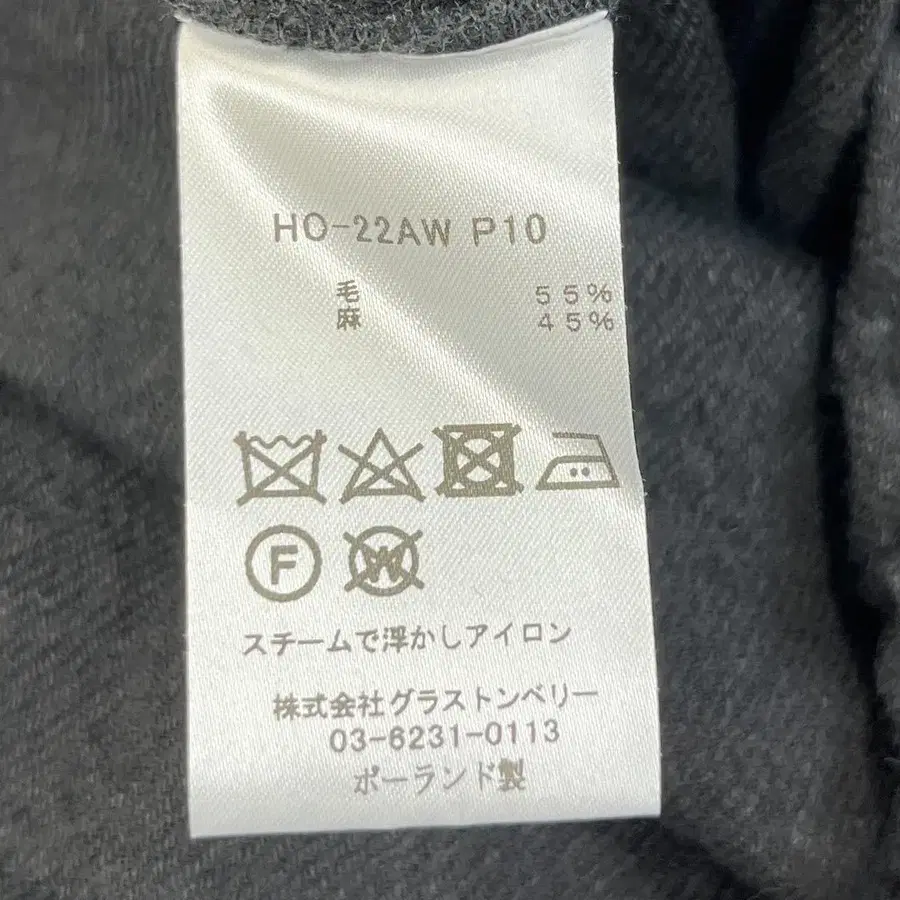 HO-22AW P10
毛 55%
麻 45%
F W
スチームで浮かしアイロン
株式会社グラストンベリー
03-6231-0113
ポーランド製